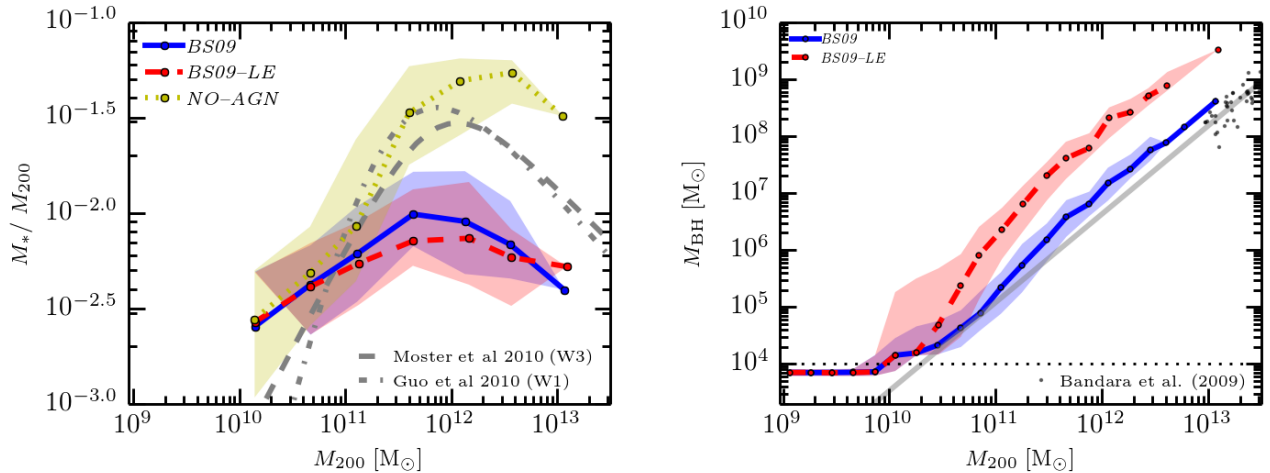 10^−1.0
10^−1.5
10^−2.0
10^−2.5
10^−3.0
M_*/ M_200
BS09
BS09−LE
NO−AGN
Moster et al 2010 (W3)
Guo et al 2010 (W1)
10^9 10^10 10^11 10^12 10^13
M_200 [M_⊙]
10^10
10^9
10^8
10^7
10^6
10^5
10^4
M_BH [M_⊙]
BS09
BS09−LE
Bandara et al. (2009)
10^9 10^10 10^11 10^12 10^13
M_200 [M_⊙]